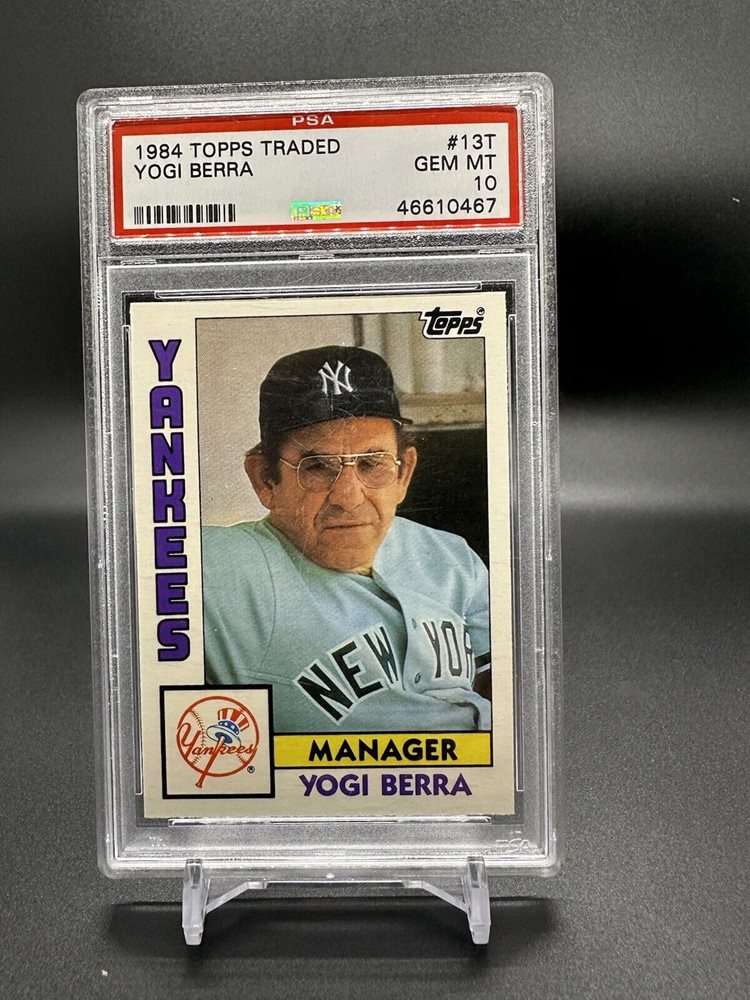 PSA
1984 TOPPS TRADED #13T
YOGI BERRA GEM MT
10
46610467
TOPPS
YANKEES
NY
NEW YOR
Yankees
MANAGER
YOGI BERRA